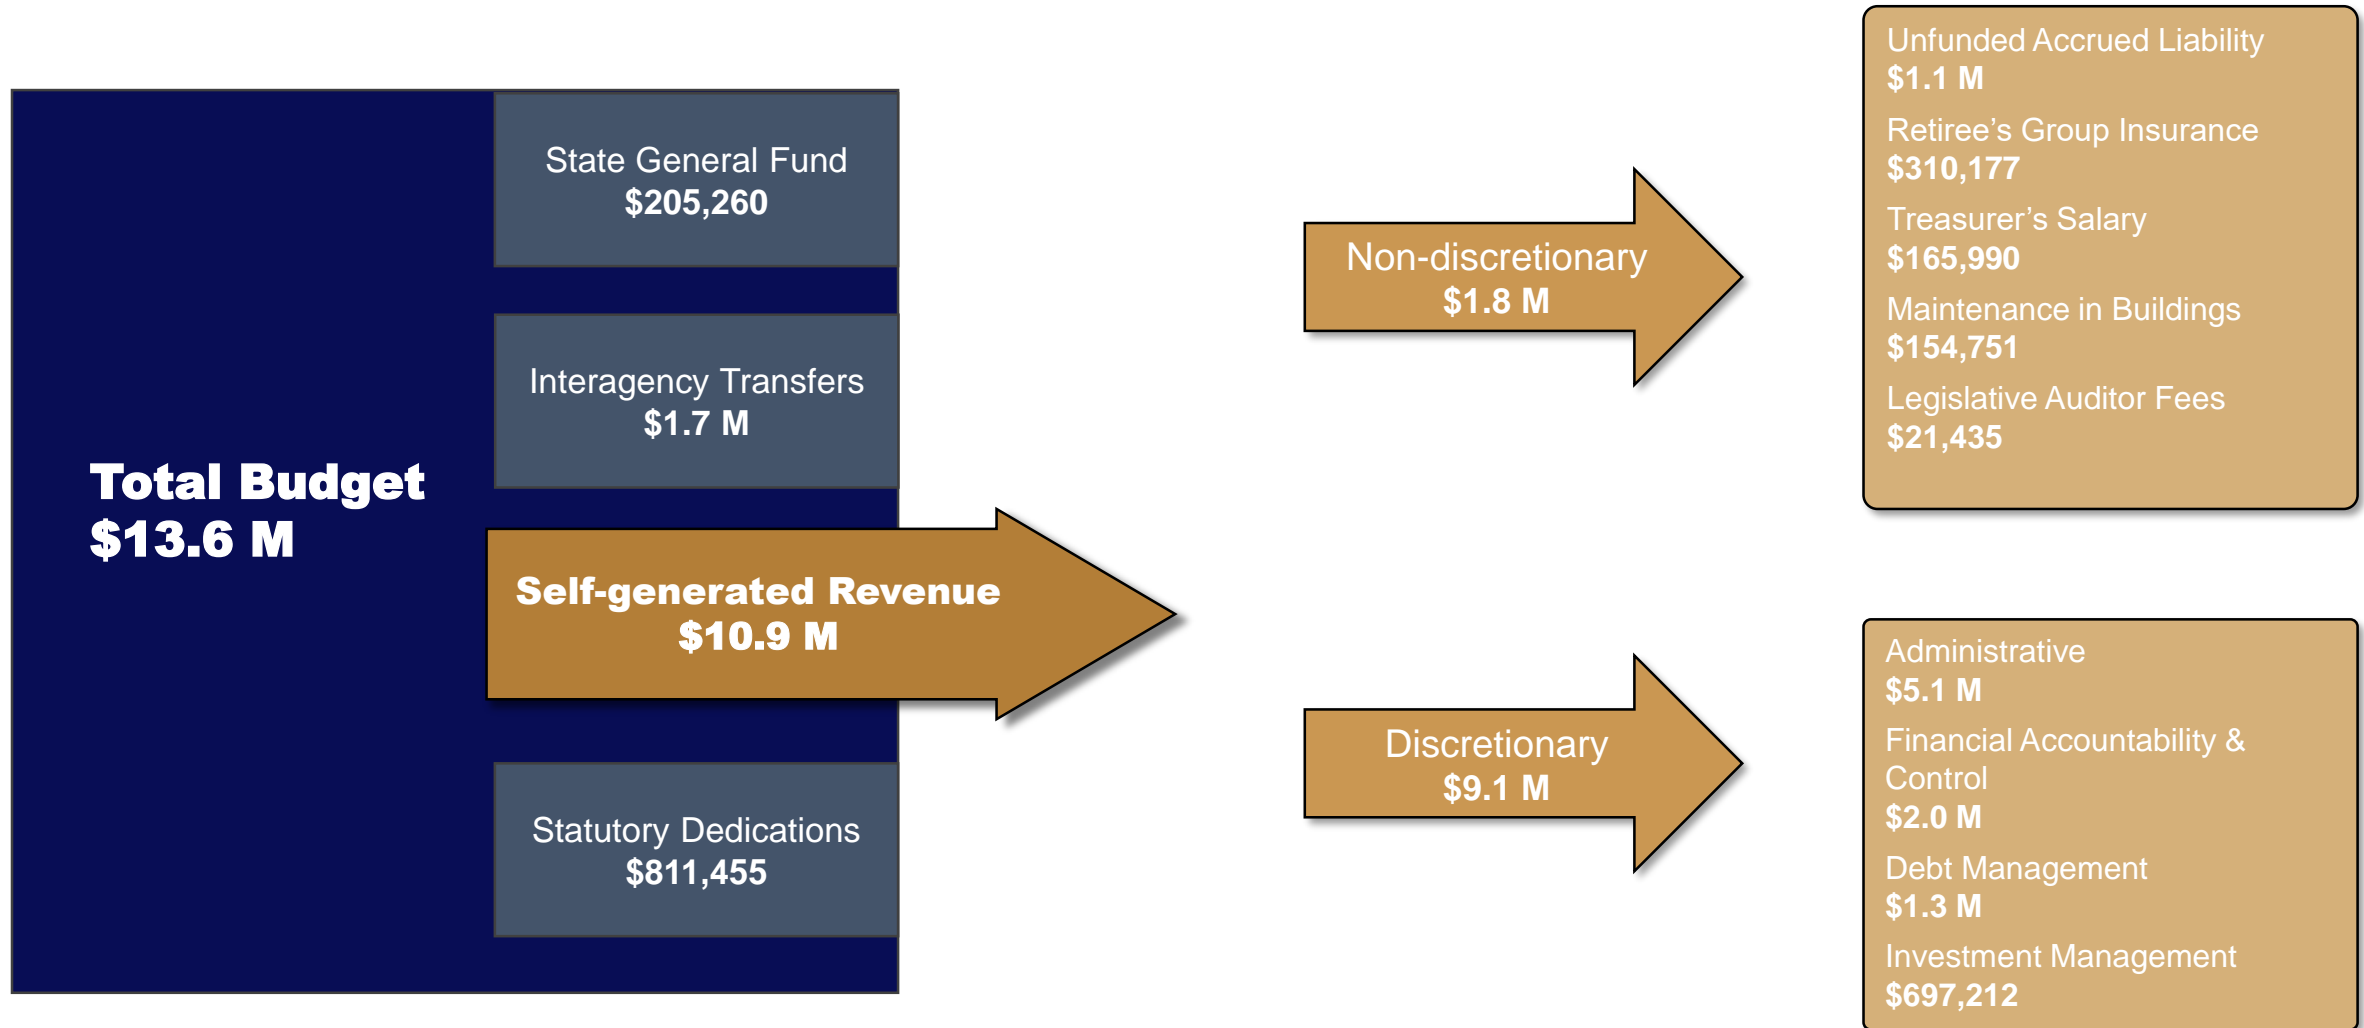 Total Budget
$13.6 M
State General Fund
$205,260
Interagency Transfers
$1.7 M
Self-generated Revenue
$10.9 M
Statutory Dedications
$811,455
Non-discretionary
$1.8 M
Discretionary
$9.1 M
Unfunded Accrued Liability
$1.1 M
Retiree’s Group Insurance
$310,177
Treasurer’s Salary
$165,990
Maintenance in Buildings
$154,751
Legislative Auditor Fees
$21,435
Administrative
$5.1 M
Financial Accountability &
Control
$2.0 M
Debt Management
$1.3 M
Investment Management
$697,212